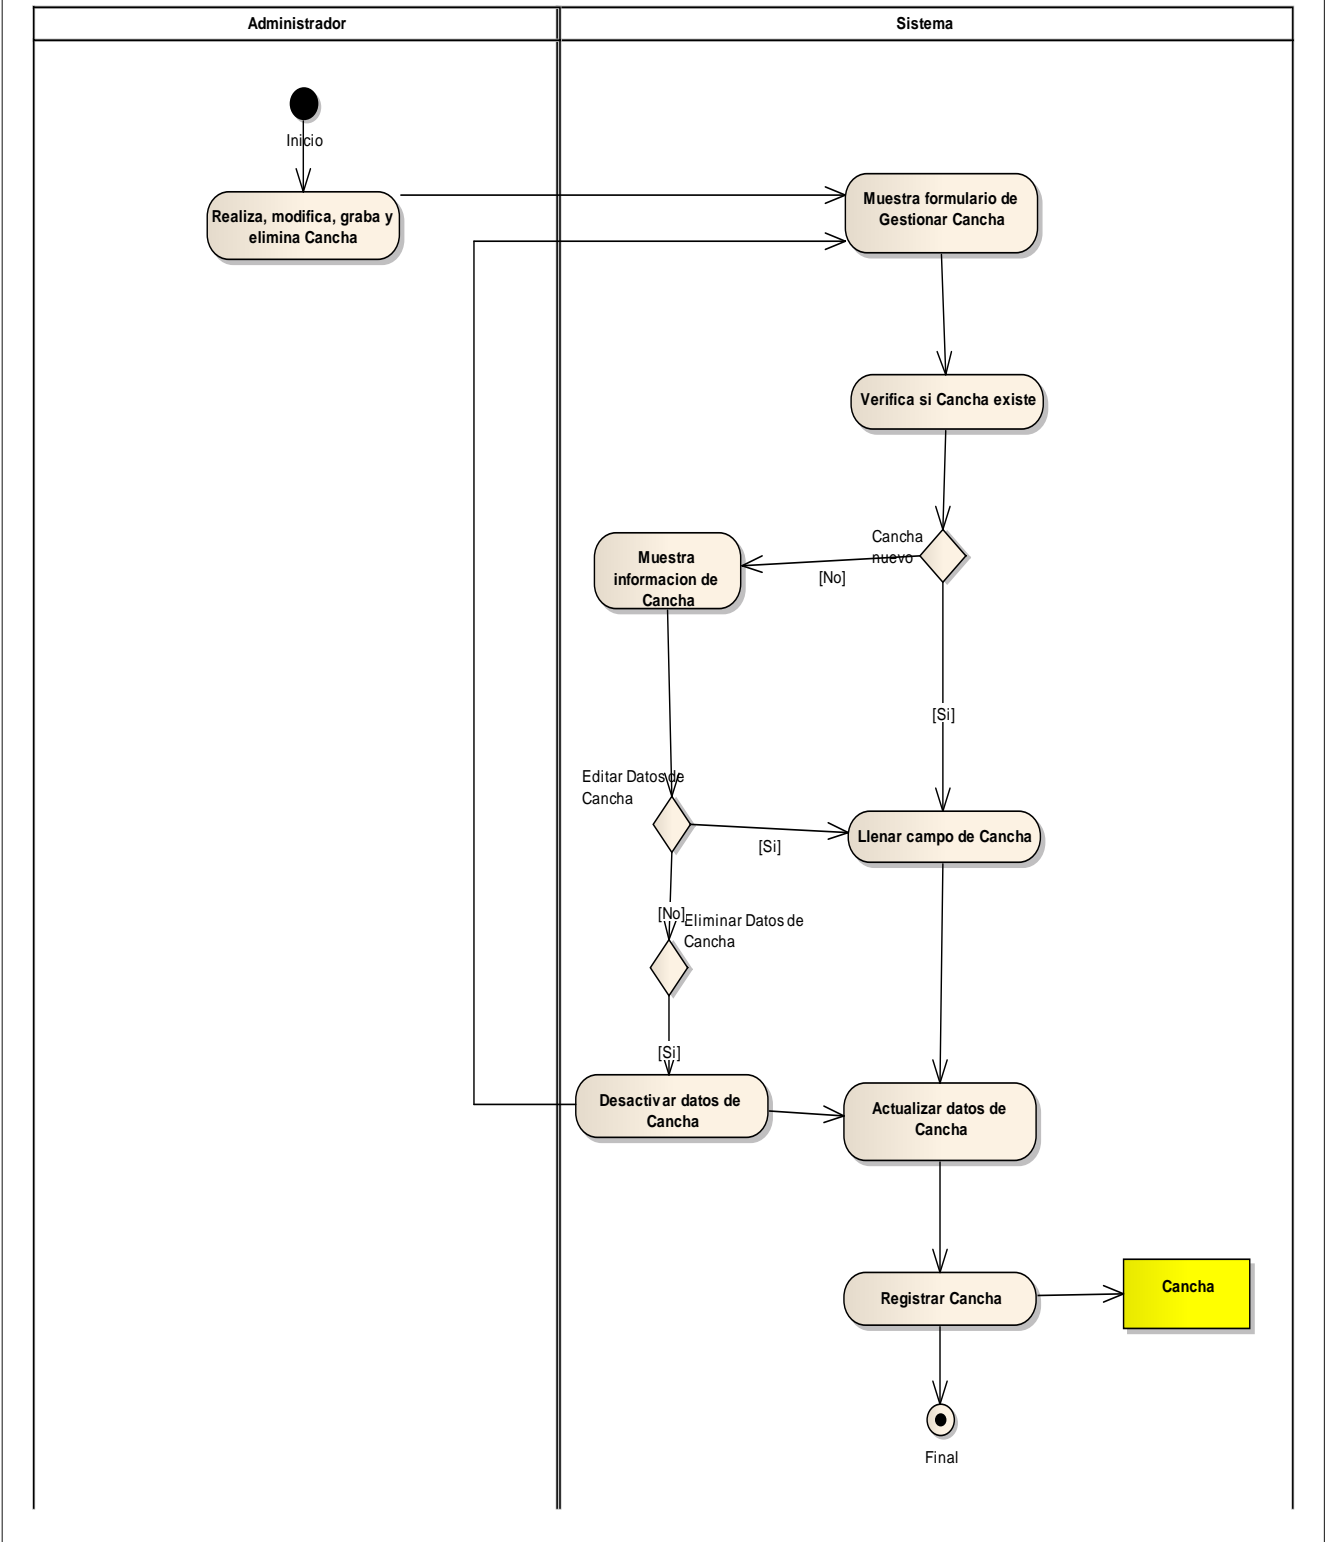 Administrador
Sistema
Inicio
Realiza, modifica, graba y
elimina Cancha
Muestra formulario de
Gestionar Cancha
Verifica si Cancha existe
Cancha
nuevo
[No]
Muestra
informacion de
Cancha
[Si]
Editar Datos de
Cancha
[Si]
Llenar campo de Cancha
[No]
Eliminar Datos de
Cancha
[Si]
Desactivar datos de
Cancha
Actualizar datos de
Cancha
Registrar Cancha
Cancha
Final